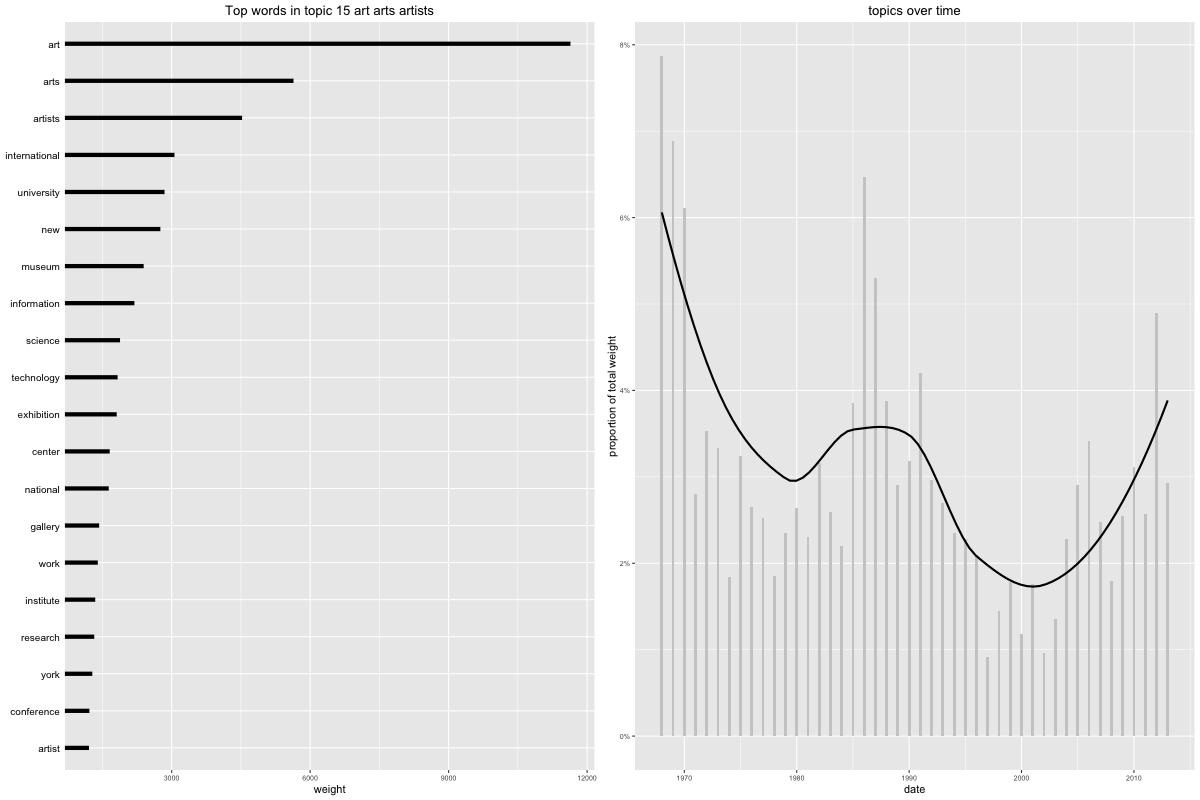 Top words in topic 15 art arts artists
art
arts
artists
international
university
new
museum
information
science
technology
exhibition
center
national
gallery
work
institute
research
york
conference
artist
3000 6000 9000 12000
weight
topics over time
8%
6%
4%
2%
0%
proportion of total weight
1970 1980 1990 2000 2010
date